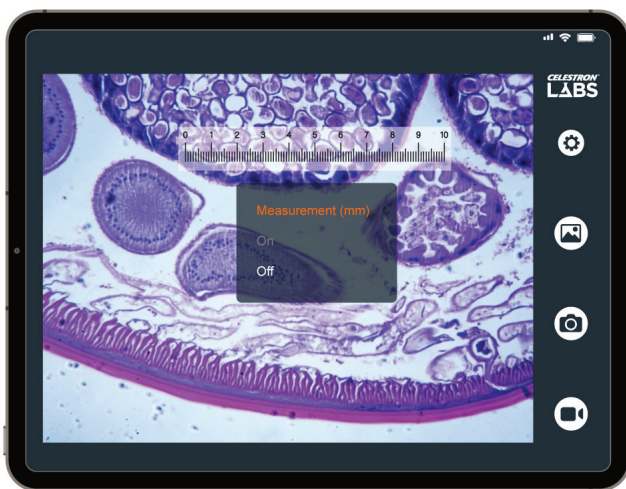 CELESTRON
LABS
0 1 2 3 4 5 6 7 8 9 10
Measurement (mm)
On
Off